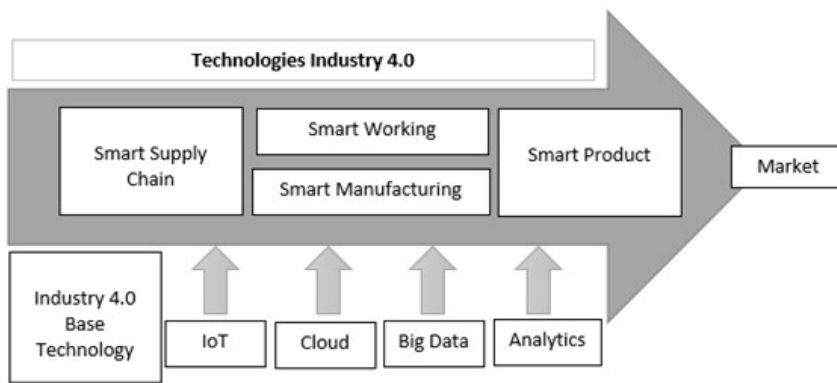 Technologies Industry 4.0
Smart Supply
Chain
Smart Working
Smart Manufacturing
Smart Product
Market
Industry 4.0
Base
Technology
IoT
Cloud
Big Data
Analytics